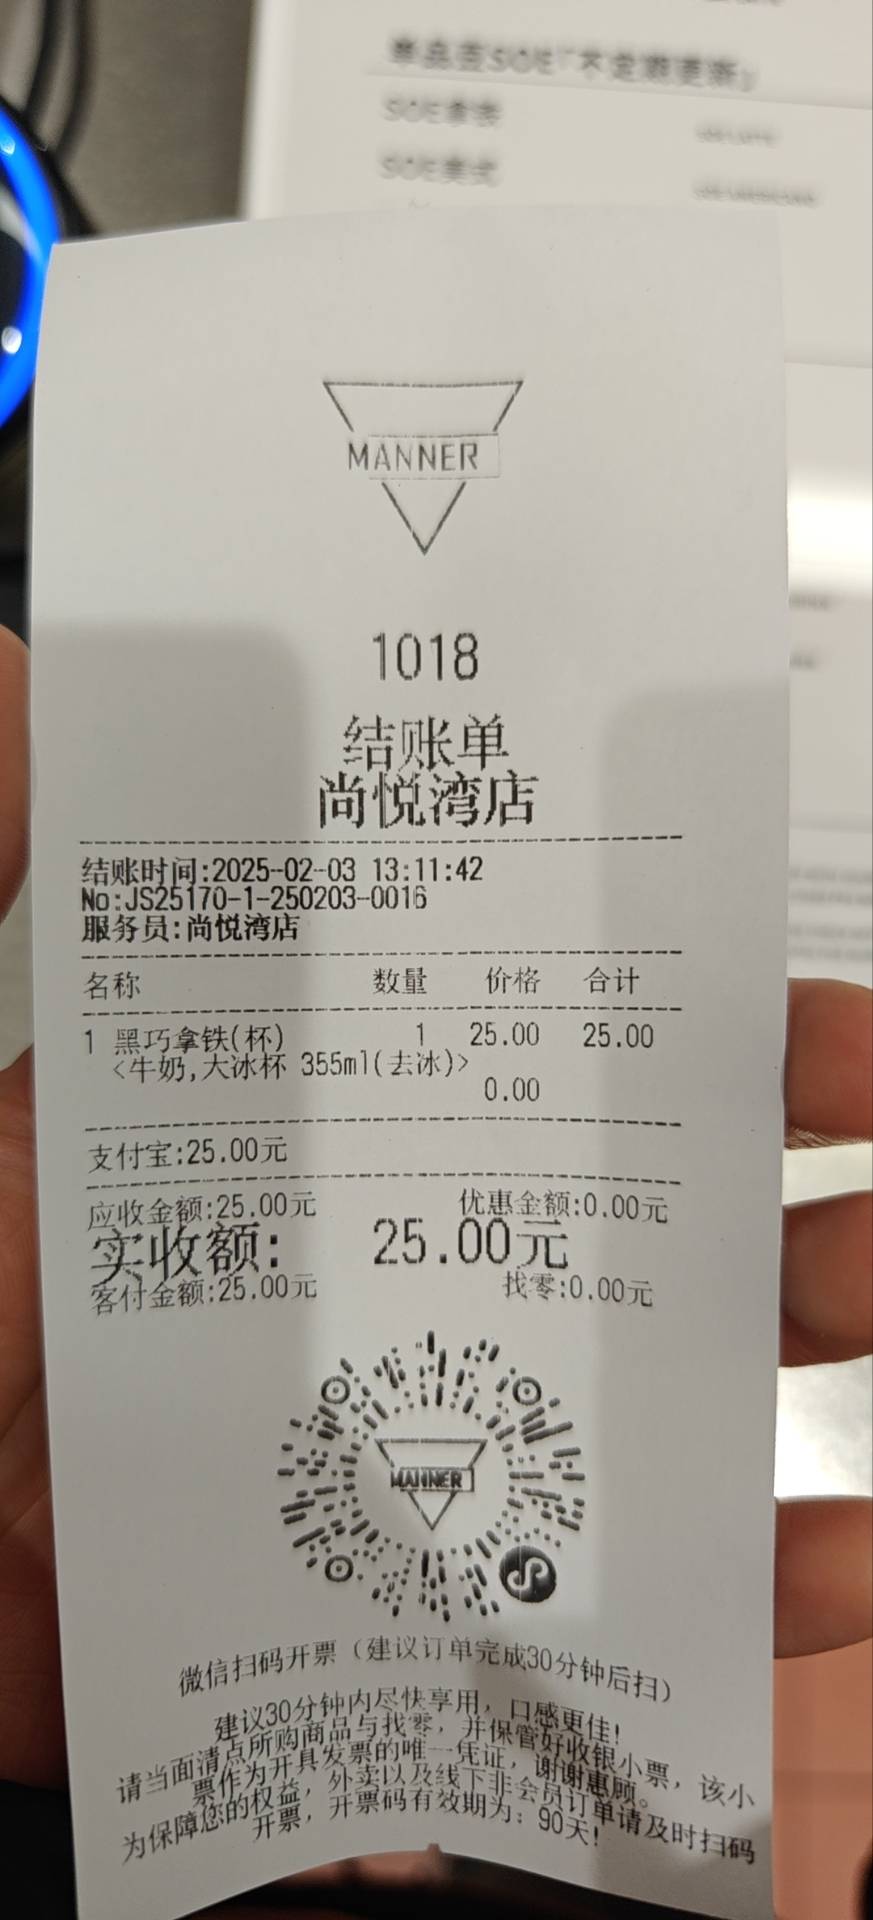 SOE拿铁
SOE美式
MANNER
1018
结账单
尚悦湾店
结账时间:2025-02-03 13:11:42
No:JS25170-1-250203-0016
服务员:尚悦湾店
名称 数量 价格 合计
1 黑巧拿铁(杯) 1 25.00 25.00
<牛奶,大冰杯 355ml(去冰)>
0.00
支付宝:25.00元
应收金额:25.00元 优惠金额:0.00元
实收额: 25.00元
客付金额:25.00元 找零:0.00元
MANNER
微信扫码开票（建议订单完成30分钟后扫）
建议30分钟内尽快享用，口感更佳!
请当面清点所购商品与找零，并保管好收银小票，该小
票作为开具发票的唯一凭证，谢谢惠顾。
为保障您的权益，外卖以及线下非会员订单请及时扫码
开票，开票码有效期为：90天!